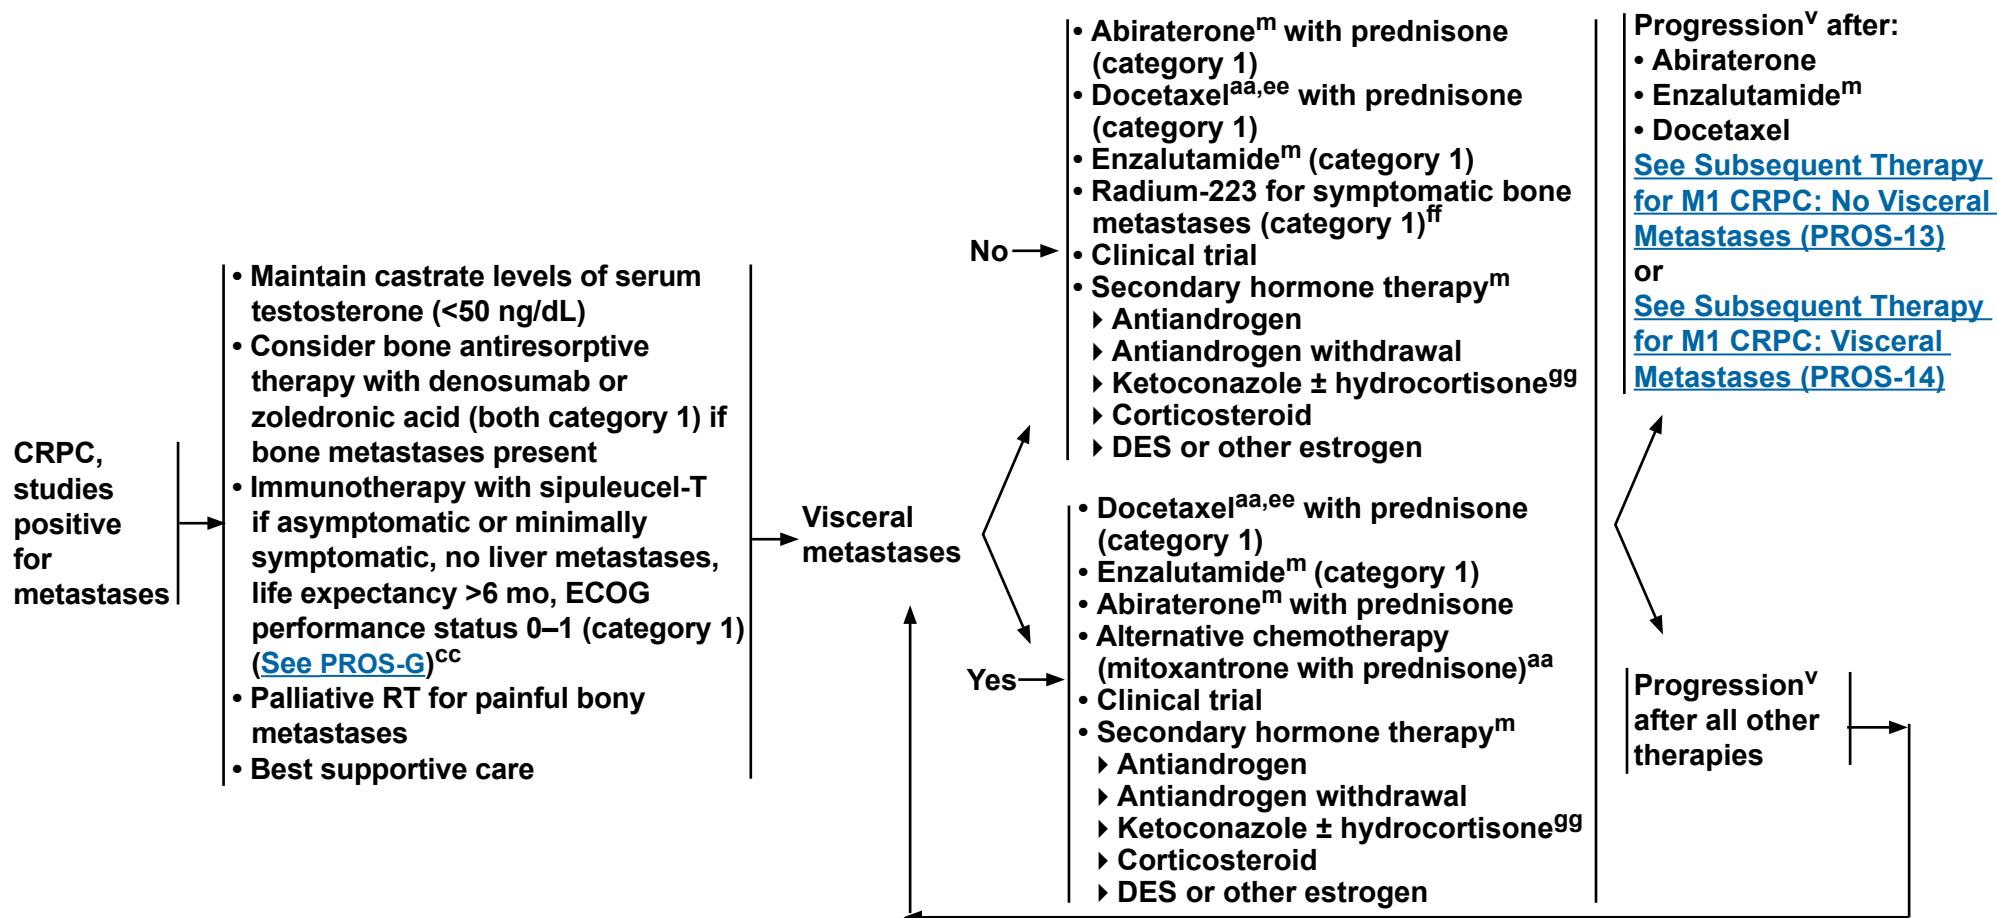 CRPC,
studies
positive
for
metastases
• Maintain castrate levels of serum
testosterone (<50 ng/dL)
• Consider bone antiresorptive
therapy with denosumab or
zoledronic acid (both category 1) if
bone metastases present
• Immunotherapy with sipuleucel-T
if asymptomatic or minimally
symptomatic, no liver metastases,
life expectancy >6 mo, ECOG
performance status 0–1 (category 1)
(See PROS-G)cc
• Palliative RT for painful bony
metastases
• Best supportive care
Visceral
metastases
No
• Abirateronem with prednisone
(category 1)
• Docetaxelaa,ee with prednisone
(category 1)
• Enzalutamidem (category 1)
• Radium-223 for symptomatic bone
metastases (category 1)ff
• Clinical trial
• Secondary hormone therapym
▸ Antiandrogen
▸ Antiandrogen withdrawal
▸ Ketoconazole ± hydrocortisonegg
▸ Corticosteroid
▸ DES or other estrogen
Yes
• Docetaxelaa,ee with prednisone
(category 1)
• Enzalutamidem (category 1)
• Abirateronem with prednisone
• Alternative chemotherapy
(mitoxantrone with prednisone)aa
• Clinical trial
• Secondary hormone therapym
▸ Antiandrogen
▸ Antiandrogen withdrawal
▸ Ketoconazole ± hydrocortisonegg
▸ Corticosteroid
▸ DES or other estrogen
Progressionv after:
• Abiraterone
• Enzalutamidem
• Docetaxel
See Subsequent Therapy
for M1 CRPC: No Visceral
Metastases (PROS-13)
or
See Subsequent Therapy
for M1 CRPC: Visceral
Metastases (PROS-14)
Progressionv
after all other
therapies